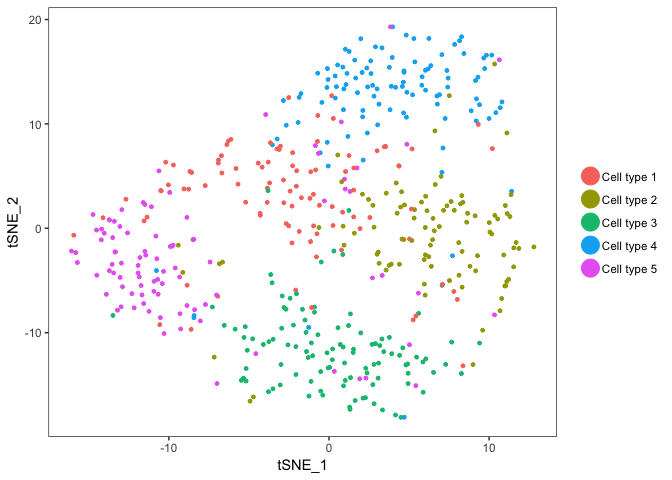 20
10
0
-10
tSNE_2
-10
0
10
tSNE_1
Cell type 1
Cell type 2
Cell type 3
Cell type 4
Cell type 5